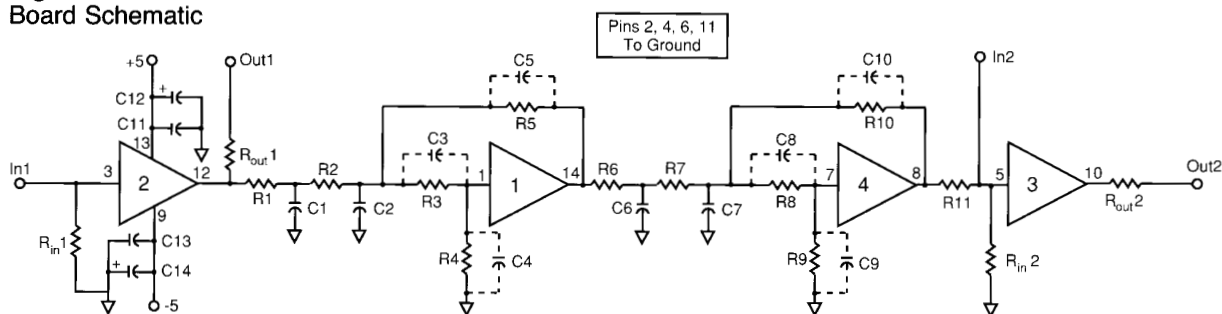 Board Schematic
Pins 2, 4, 6, 11
To Ground
+5
Out1
C5
C10
In2
C12
+
C11
R5
R10
13
Rout1
C3
C8
In1
3
2
12
R2
1
1
14
R6
R7
7
4
8
5
3
10
Out2
R1
R3
R8
R11
Rout2
9
C1
C2
C6
C7
Rin1
C13
+
C14
R4
C4
R9
C9
Rin 2
-5